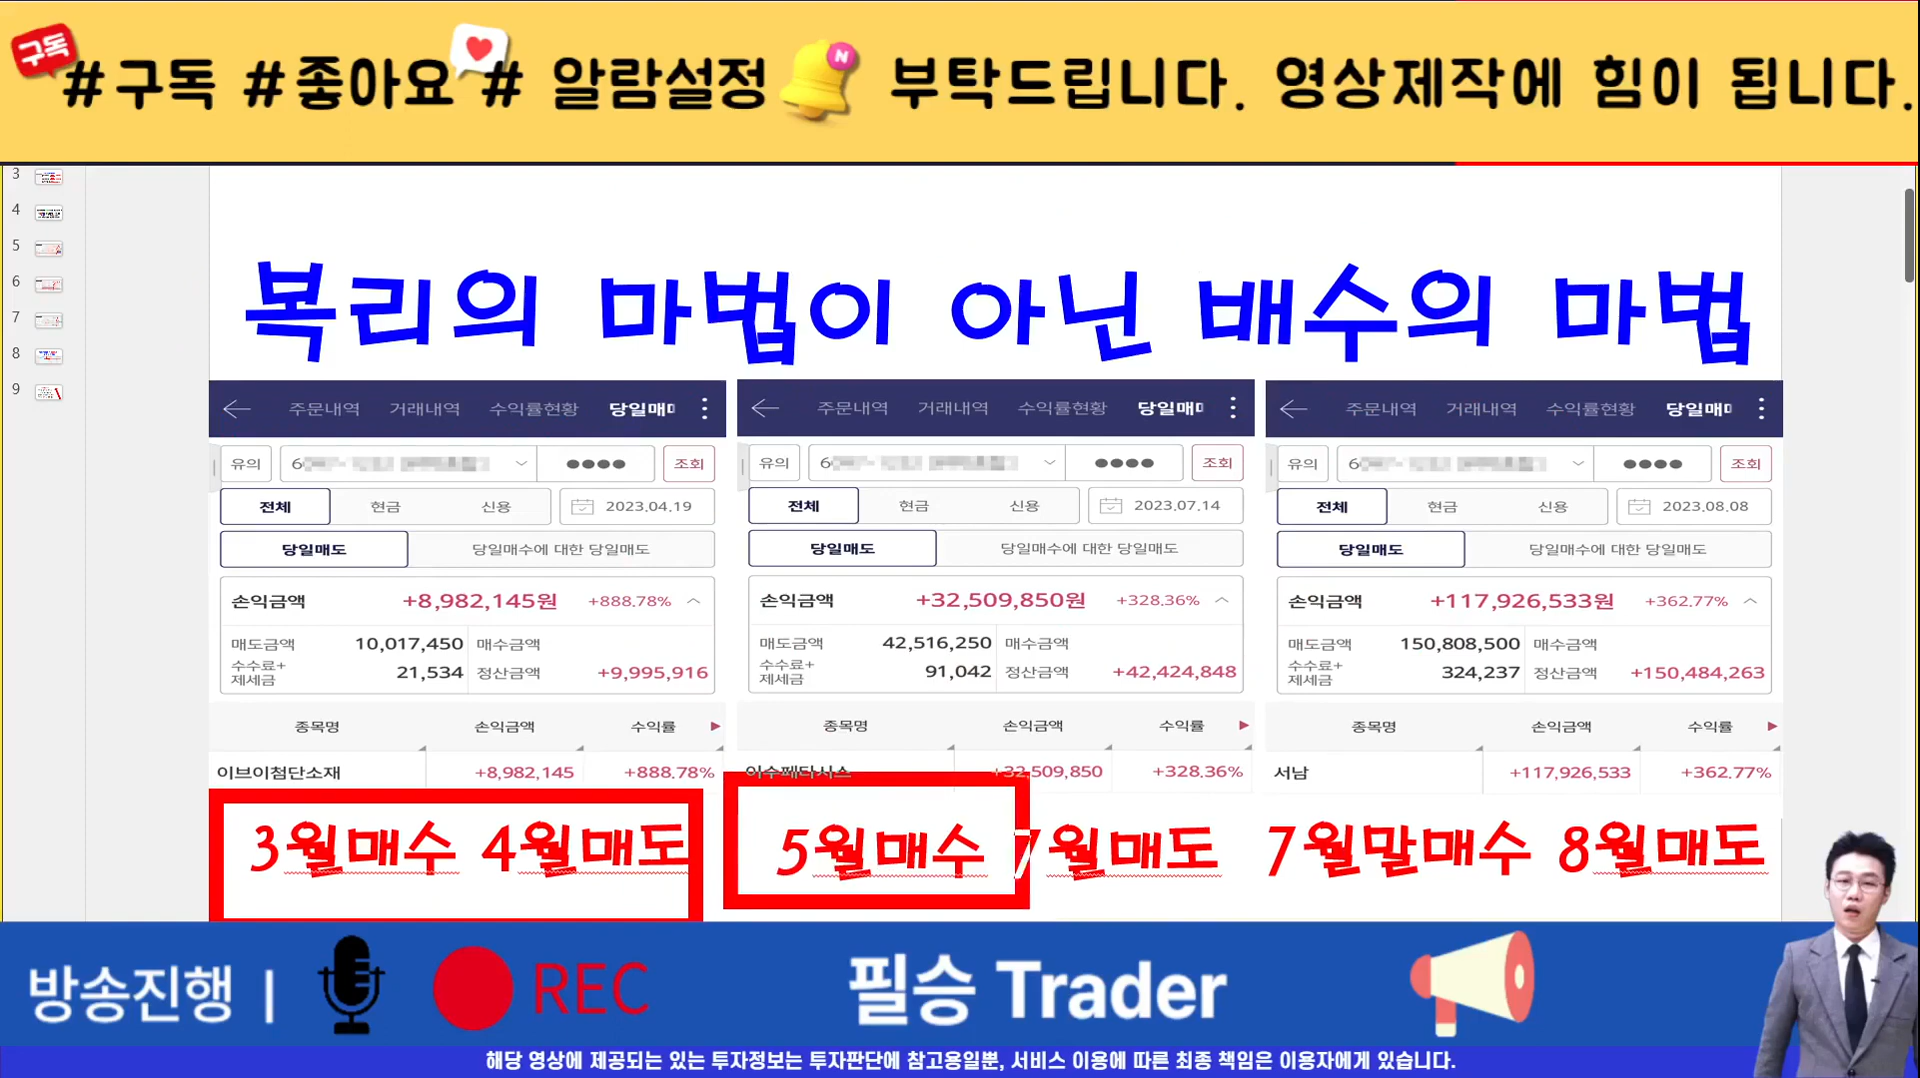 구독
#구독 #좋아요 # 알람설정 N 부탁드립니다. 영상제작에 힘이 됩니다.
3
4
5
6
7
8
9
복리의 마법이 아닌 배수의 마법
주문내역 거래내역 수익률현황 당일매매
유의 6 ●●●● 조회
전체 현금 신용 2023.04.19
당일매도 당일매수에 대한 당일매도
손익금액 +8,982,145원 +888.78%
매도금액 10,017,450 매수금액
수수료+
제세금 21,534 정산금액 +9,995,916
종목명 손익금액 수익률
이브이첨단소재 +8,982,145 +888.78%
3월매수 4월매도
주문내역 거래내역 수익률현황 당일매매
유의 6 ●●●● 조회
전체 현금 신용 2023.07.14
당일매도 당일매수에 대한 당일매도
손익금액 +32,509,850원 +328.36%
매도금액 42,516,250 매수금액
수수료+
제세금 91,042 정산금액 +42,424,848
종목명 손익금액 수익률
이수페타시스 +32,509,850 +328.36%
5월매수 7월매도
주문내역 거래내역 수익률현황 당일매매
유의 6 ●●●● 조회
전체 현금 신용 2023.08.08
당일매도 당일매수에 대한 당일매도
손익금액 +117,926,533원 +362.77%
매도금액 150,808,500 매수금액
수수료+
제세금 324,237 정산금액 +150,484,263
종목명 손익금액 수익률
서남 +117,926,533 +362.77%
7월말매수 8월매도
방송진행 | REC 필승 Trader
해당 영상에 제공되는 있는 투자정보는 투자판단에 참고용일뿐, 서비스 이용에 따른 최종 책임은 이용자에게 있습니다.